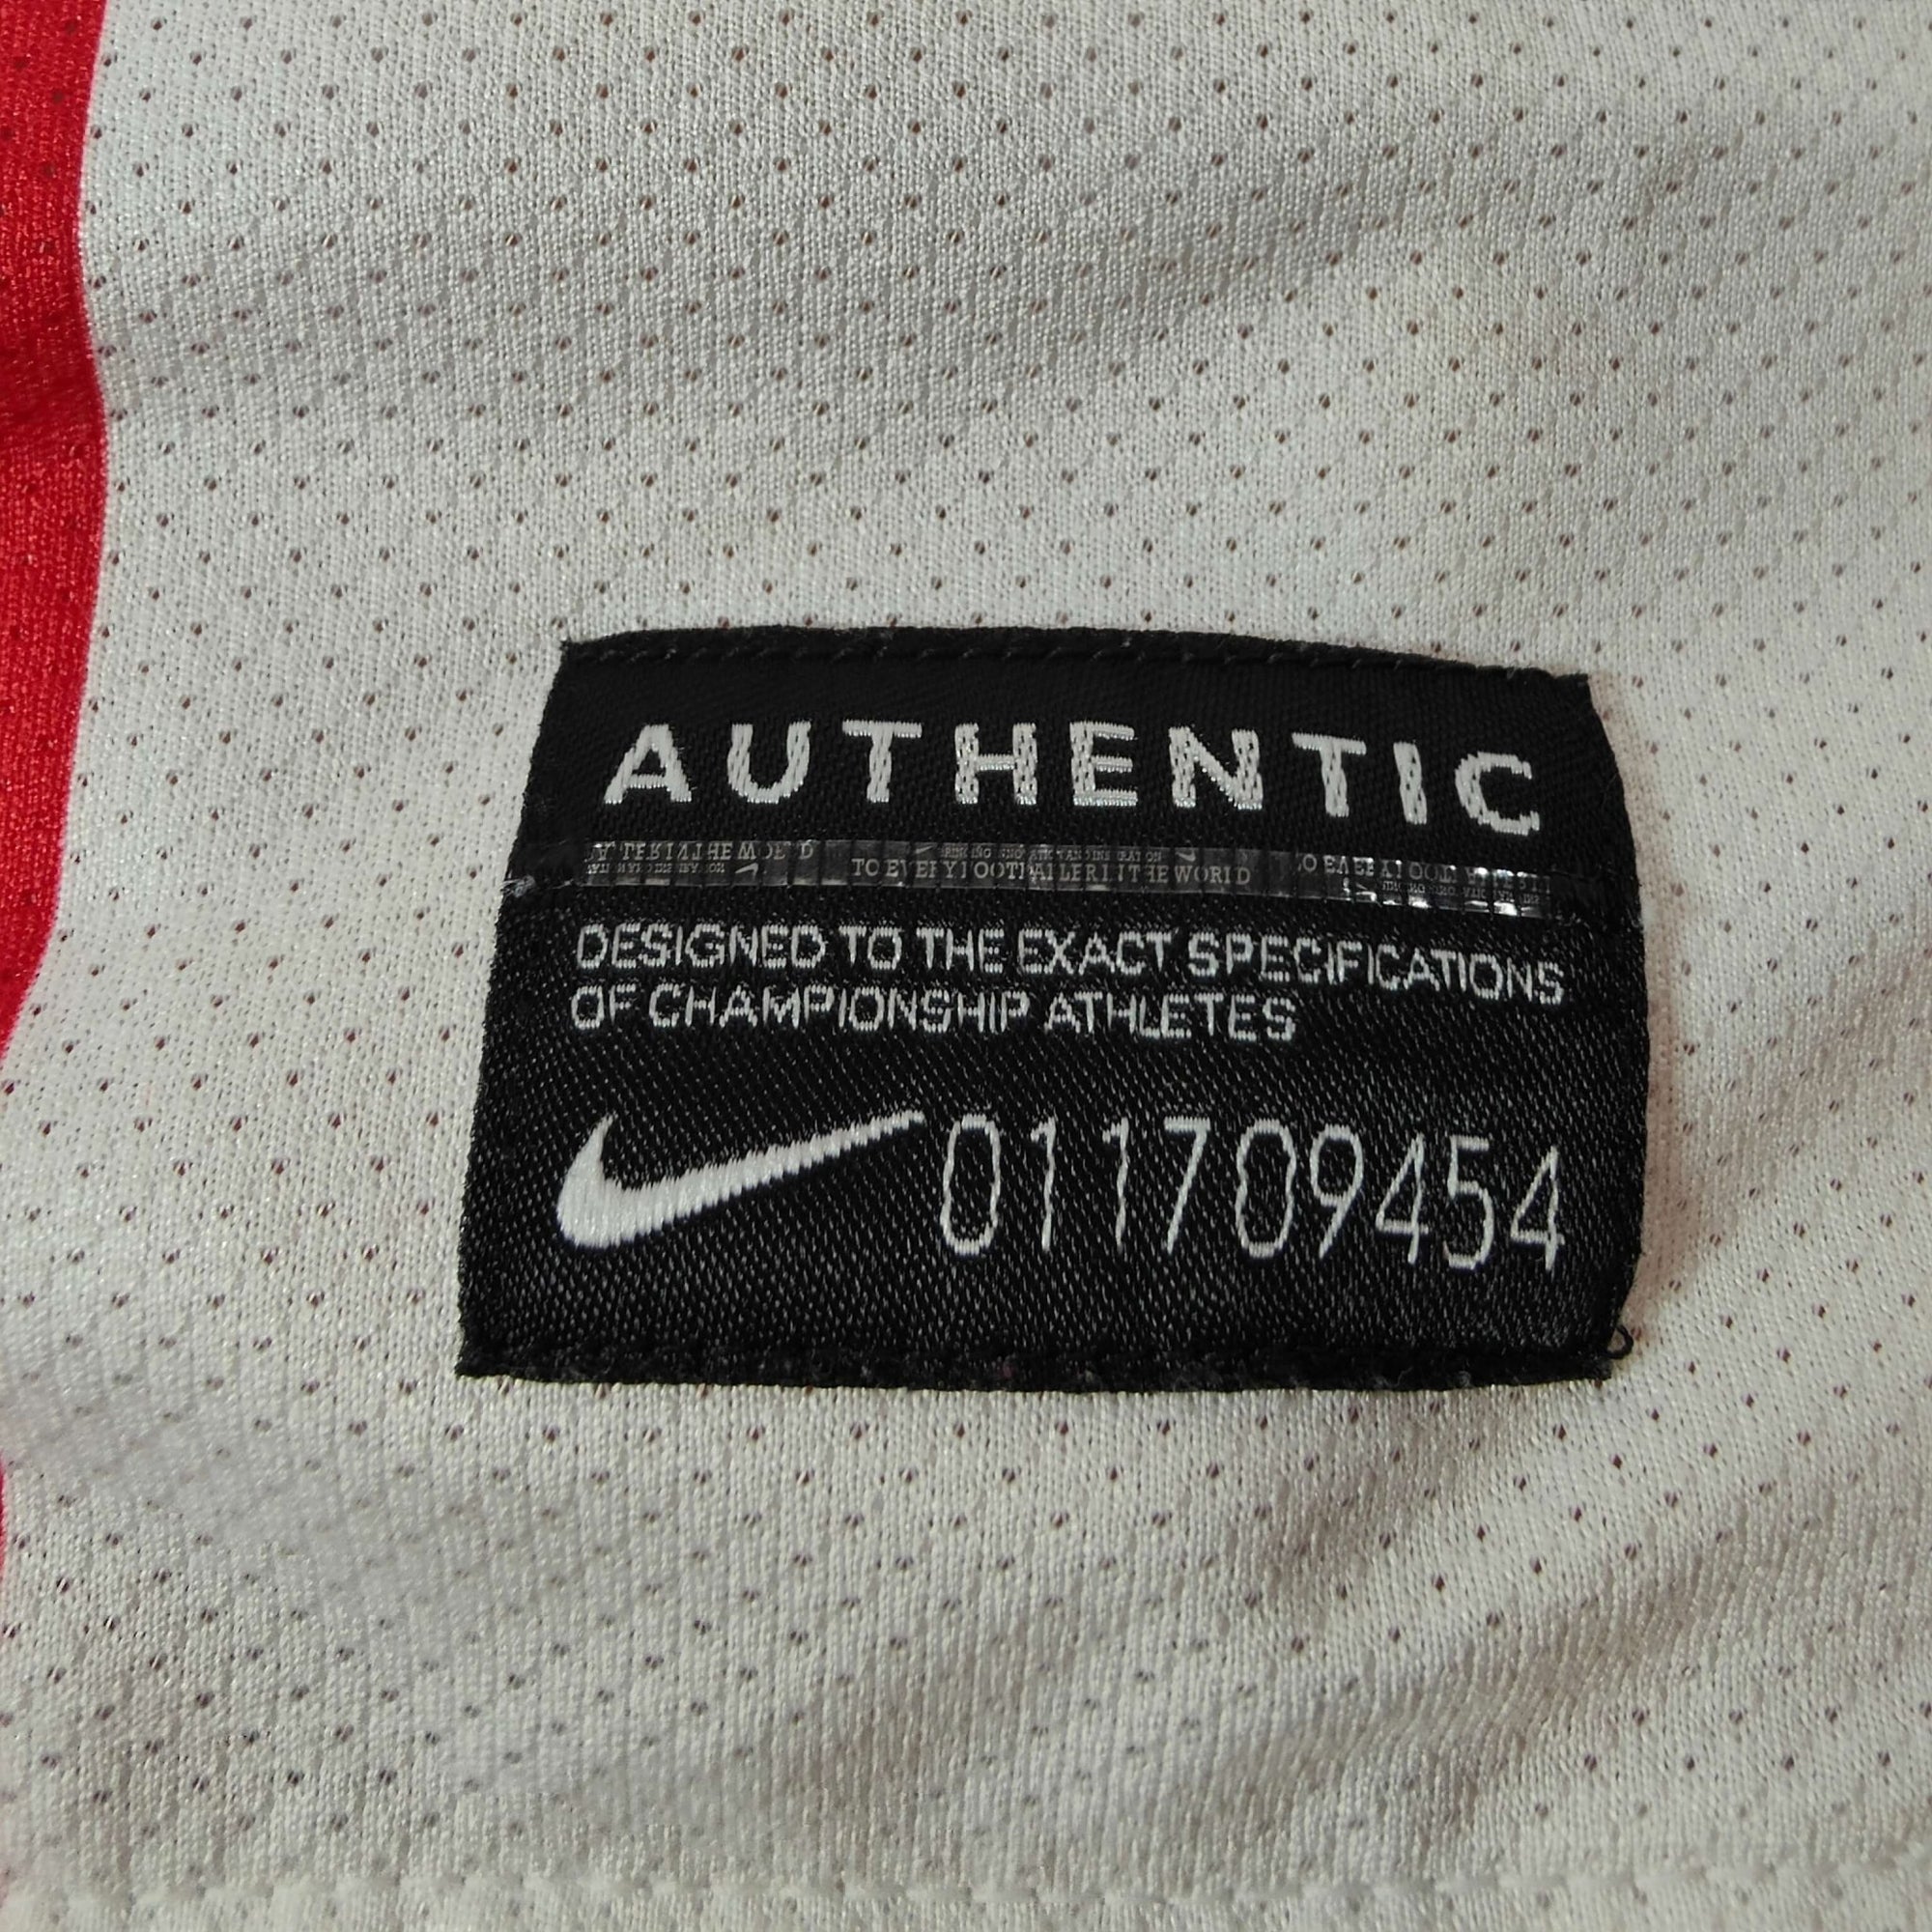 AUTHENTIC
TO EVERY FOOTBALLER IN THE WORLD
DESIGNED TO THE EXACT SPECIFICATIONS
OF CHAMPIONSHIP ATHLETES
011709454